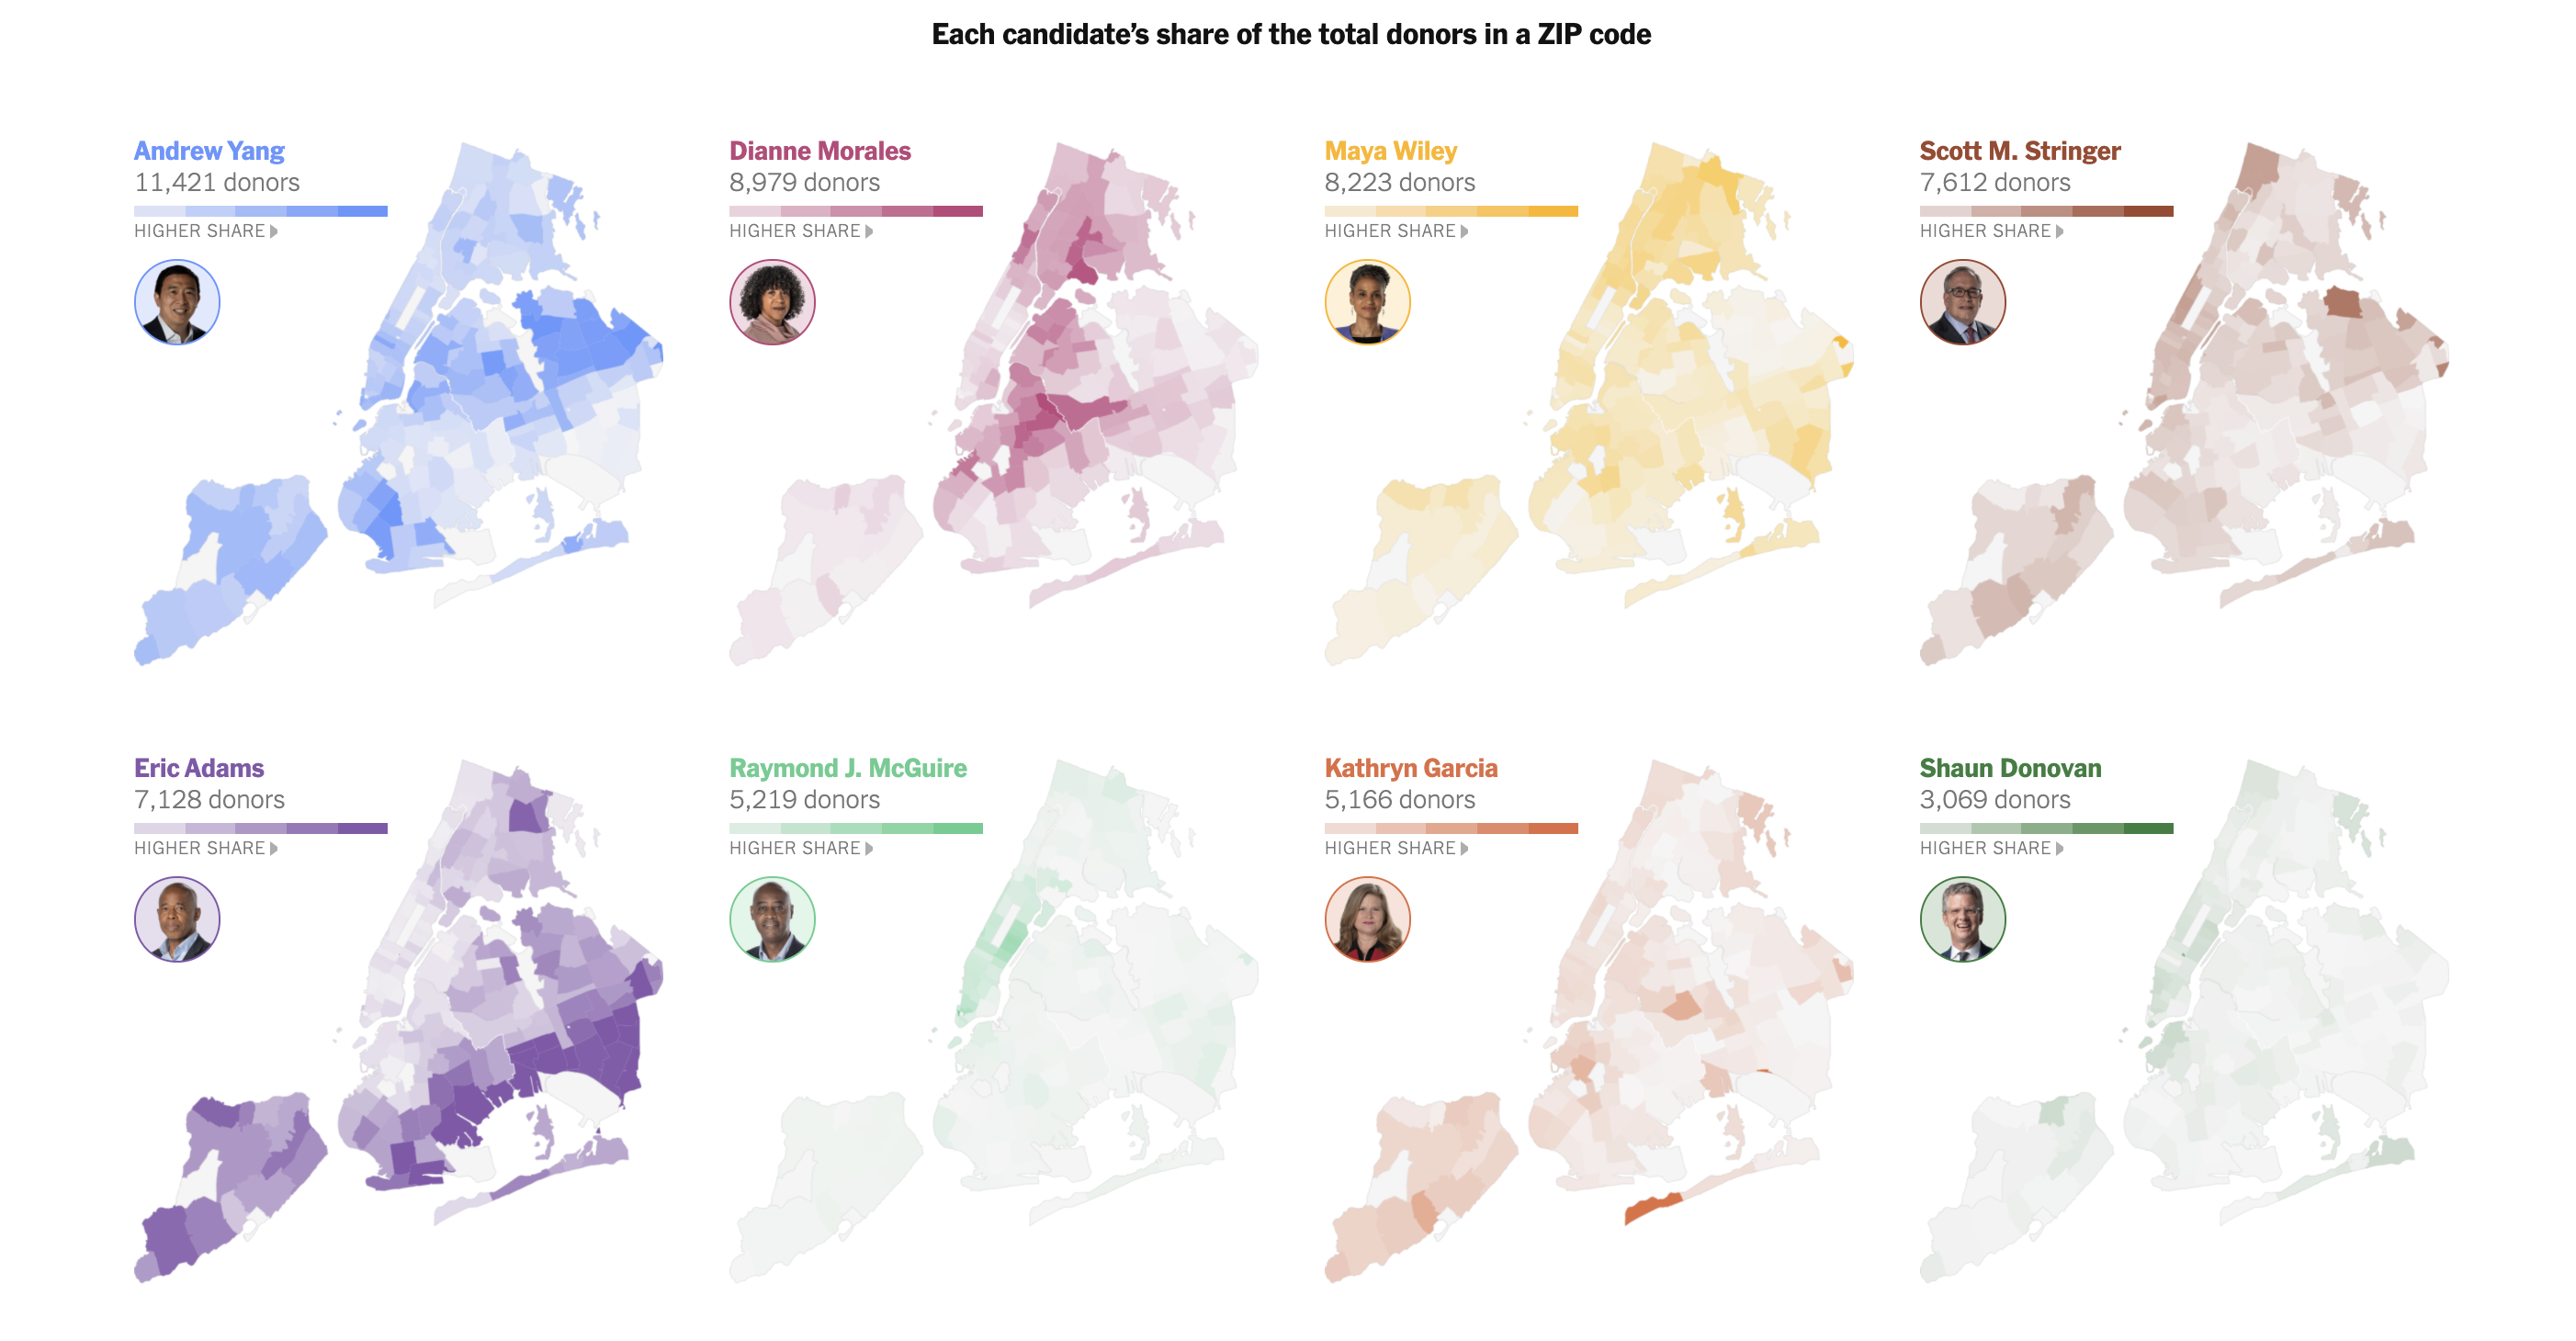 Each candidate’s share of the total donors in a ZIP code
Andrew Yang
11,421 donors
HIGHER SHARE
Dianne Morales
8,979 donors
HIGHER SHARE
Maya Wiley
8,223 donors
HIGHER SHARE
Scott M. Stringer
7,612 donors
HIGHER SHARE
Eric Adams
7,128 donors
HIGHER SHARE
Raymond J. McGuire
5,219 donors
HIGHER SHARE
Kathryn Garcia
5,166 donors
HIGHER SHARE
Shaun Donovan
3,069 donors
HIGHER SHARE